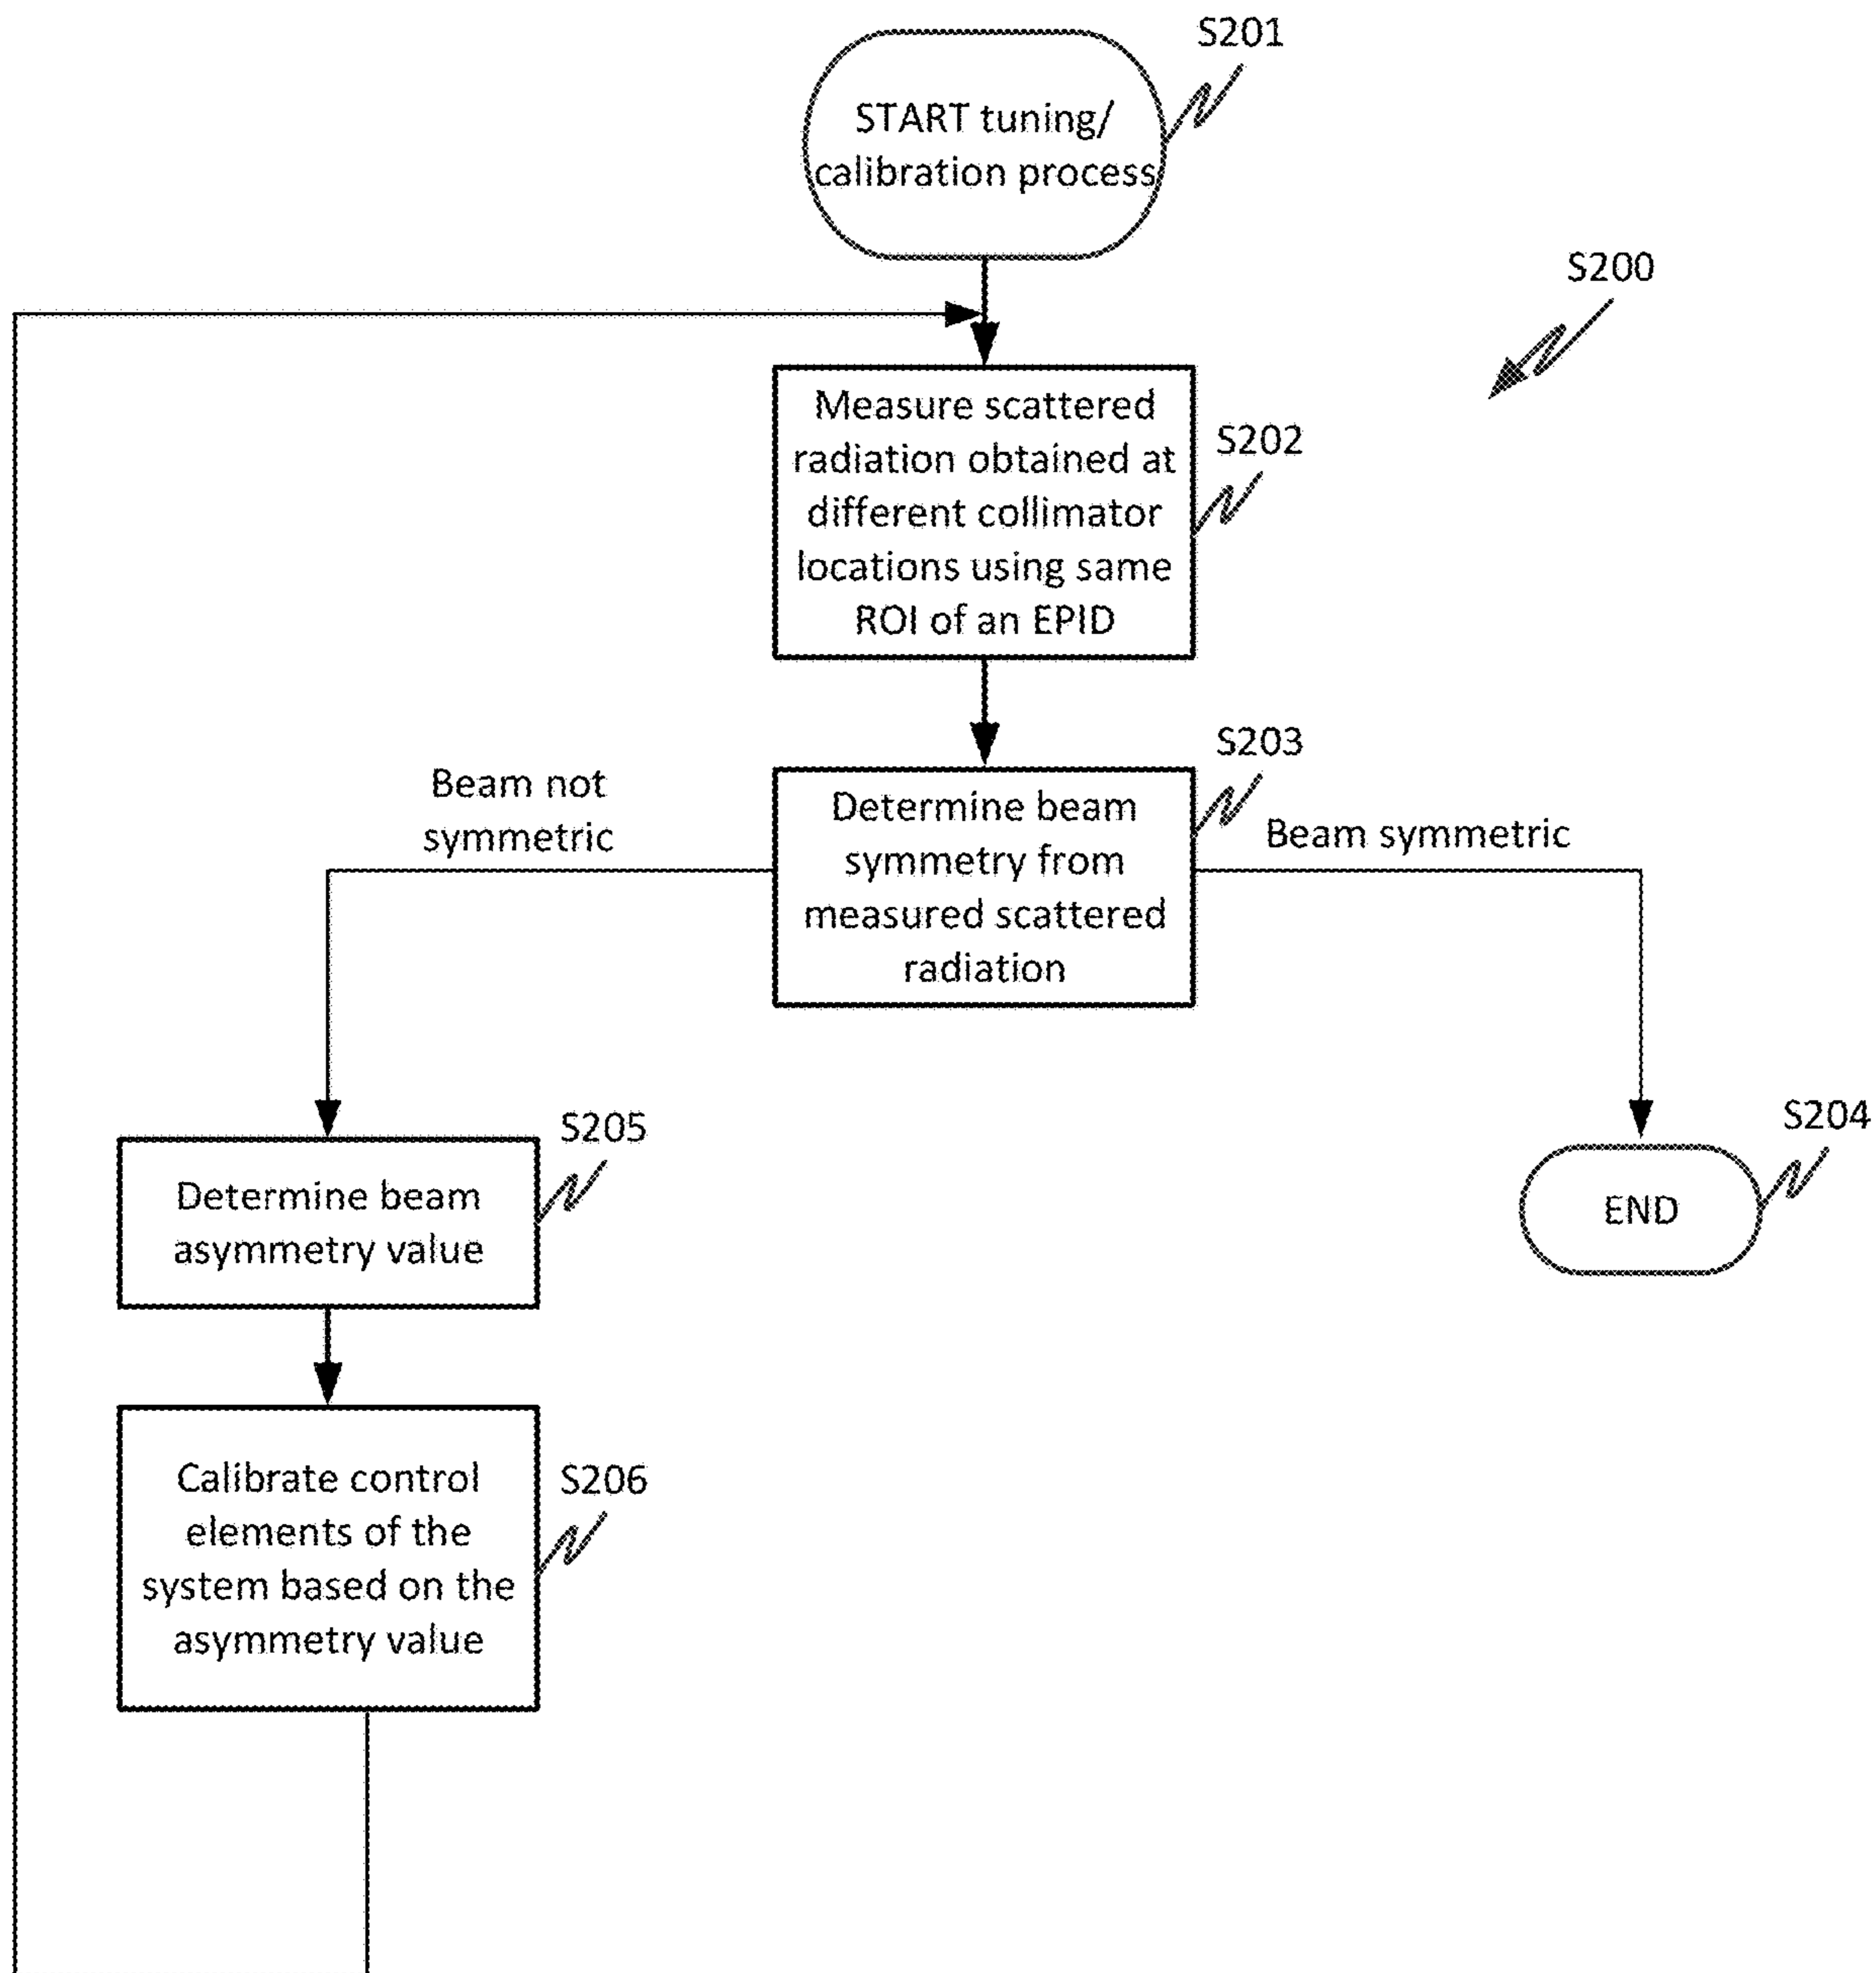 S201
START tuning/
calibration process
S200
Measure scattered
radiation obtained at
different collimator
locations using same
ROI of an EPID
S202
S203
Beam not
symmetric
Determine beam
symmetry from
measured scattered
radiation
Beam symmetric
S205
S204
Determine beam
asymmetry value
END
Calibrate control
elements of the
system based on the
asymmetry value
S206